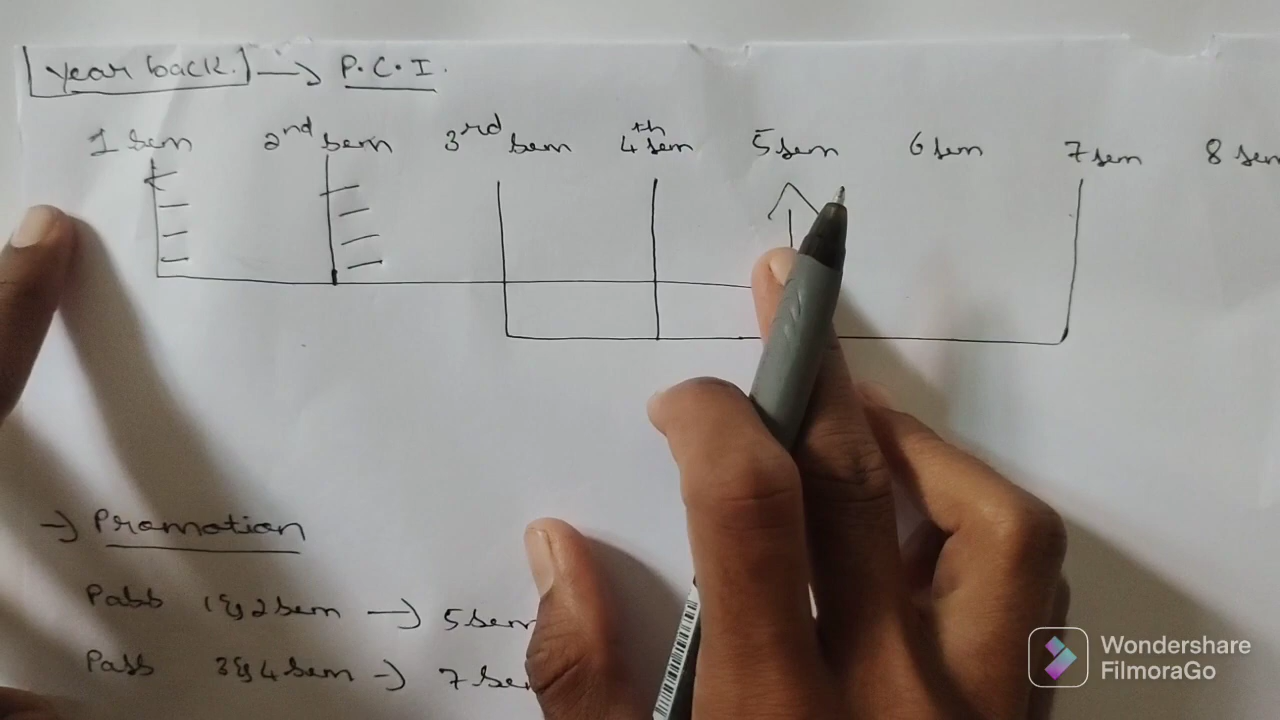 Year back. → P.C.I.
1 sem 2nd sem 3rd sem 4th sem 5 sem 6 sem 7 sem 8 sem
→ Promotion
Pass 1 & 2 sem → 5 sem
Pass 3 & 4 sem → 7 se
Wondershare
FilmoraGo